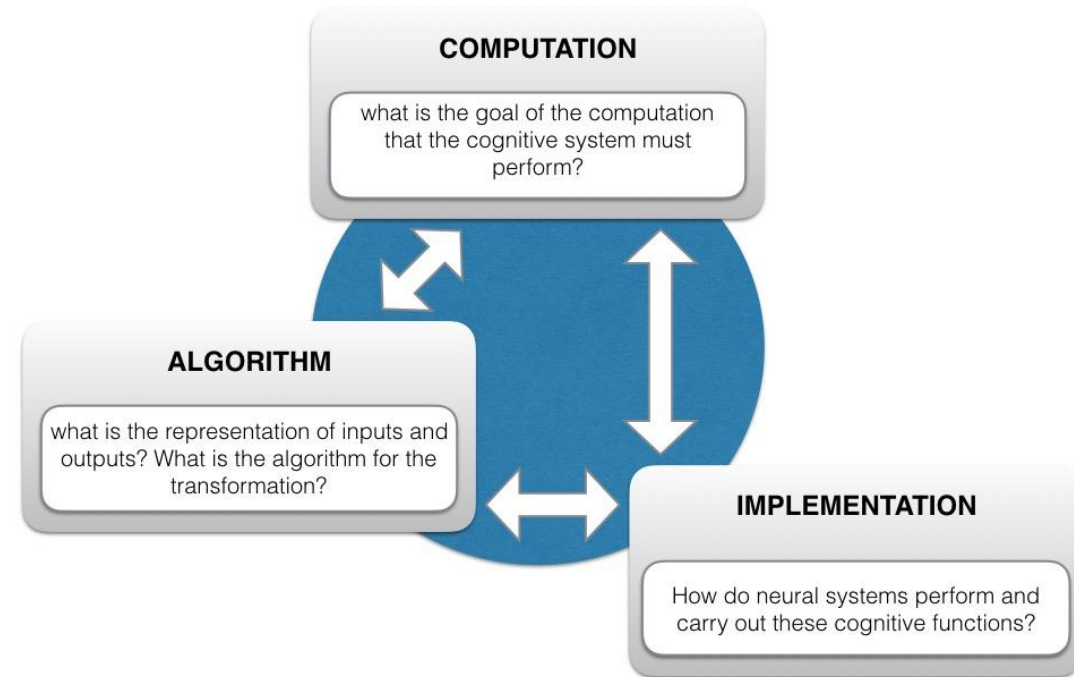 COMPUTATION
what is the goal of the computation
that the cognitive system must
perform?
ALGORITHM
what is the representation of inputs and
outputs? What is the algorithm for the
transformation?
IMPLEMENTATION
How do neural systems perform and
carry out these cognitive functions?